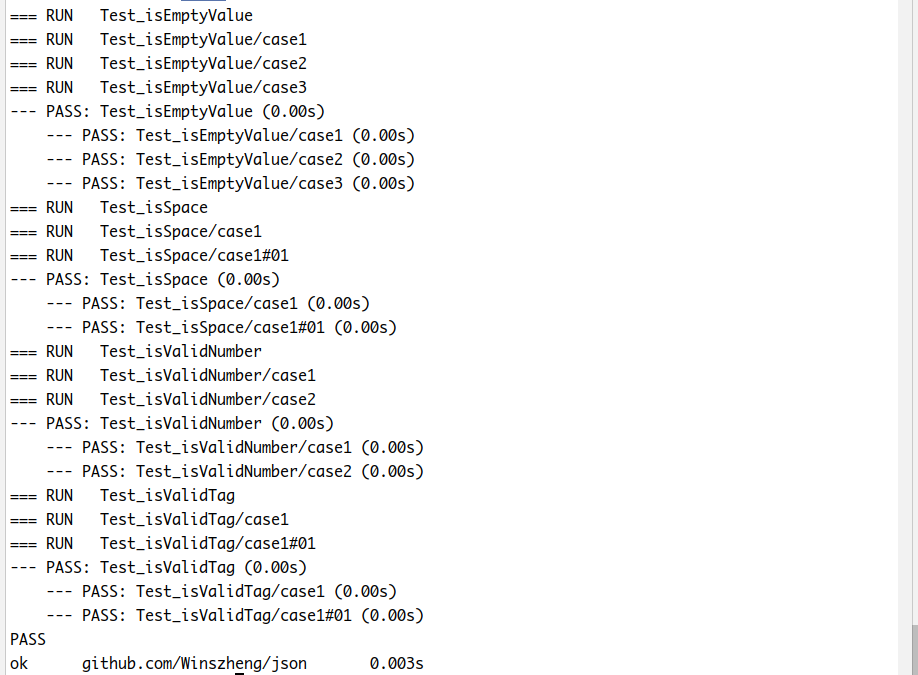 === RUN   Test_isEmptyValue
=== RUN   Test_isEmptyValue/case1
=== RUN   Test_isEmptyValue/case2
=== RUN   Test_isEmptyValue/case3
--- PASS: Test_isEmptyValue (0.00s)
    --- PASS: Test_isEmptyValue/case1 (0.00s)
    --- PASS: Test_isEmptyValue/case2 (0.00s)
    --- PASS: Test_isEmptyValue/case3 (0.00s)
=== RUN   Test_isSpace
=== RUN   Test_isSpace/case1
=== RUN   Test_isSpace/case1#01
--- PASS: Test_isSpace (0.00s)
    --- PASS: Test_isSpace/case1 (0.00s)
    --- PASS: Test_isSpace/case1#01 (0.00s)
=== RUN   Test_isValidNumber
=== RUN   Test_isValidNumber/case1
=== RUN   Test_isValidNumber/case2
--- PASS: Test_isValidNumber (0.00s)
    --- PASS: Test_isValidNumber/case1 (0.00s)
    --- PASS: Test_isValidNumber/case2 (0.00s)
=== RUN   Test_isValidTag
=== RUN   Test_isValidTag/case1
=== RUN   Test_isValidTag/case1#01
--- PASS: Test_isValidTag (0.00s)
    --- PASS: Test_isValidTag/case1 (0.00s)
    --- PASS: Test_isValidTag/case1#01 (0.00s)
PASS
ok      github.com/Winszheng/json       0.003s